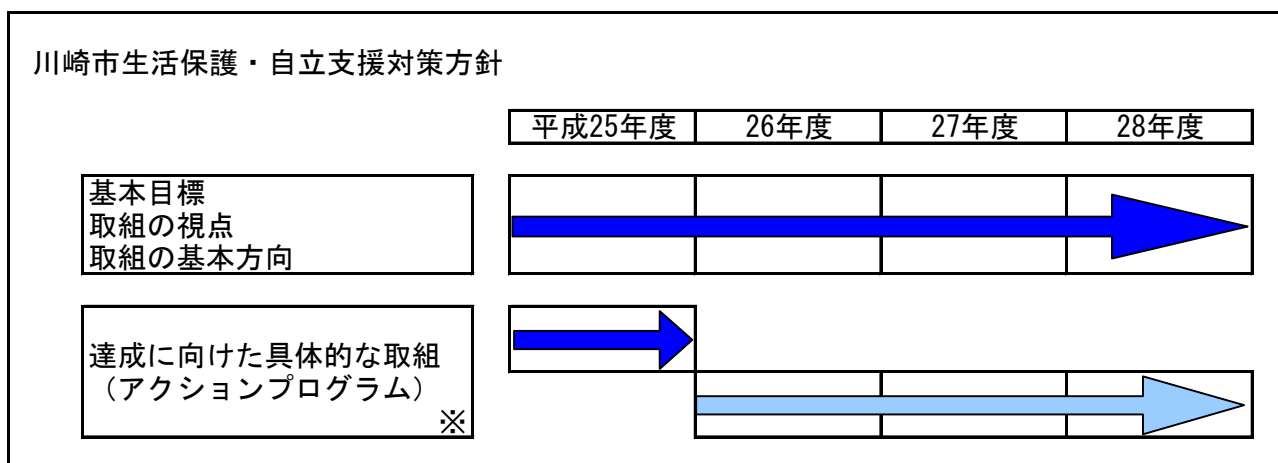 川崎市生活保護・自立支援対策方針
平成25年度 26年度 27年度 28年度
基本目標
取組の視点
取組の基本方向
達成に向けた具体的な取組
（アクションプログラム）
※